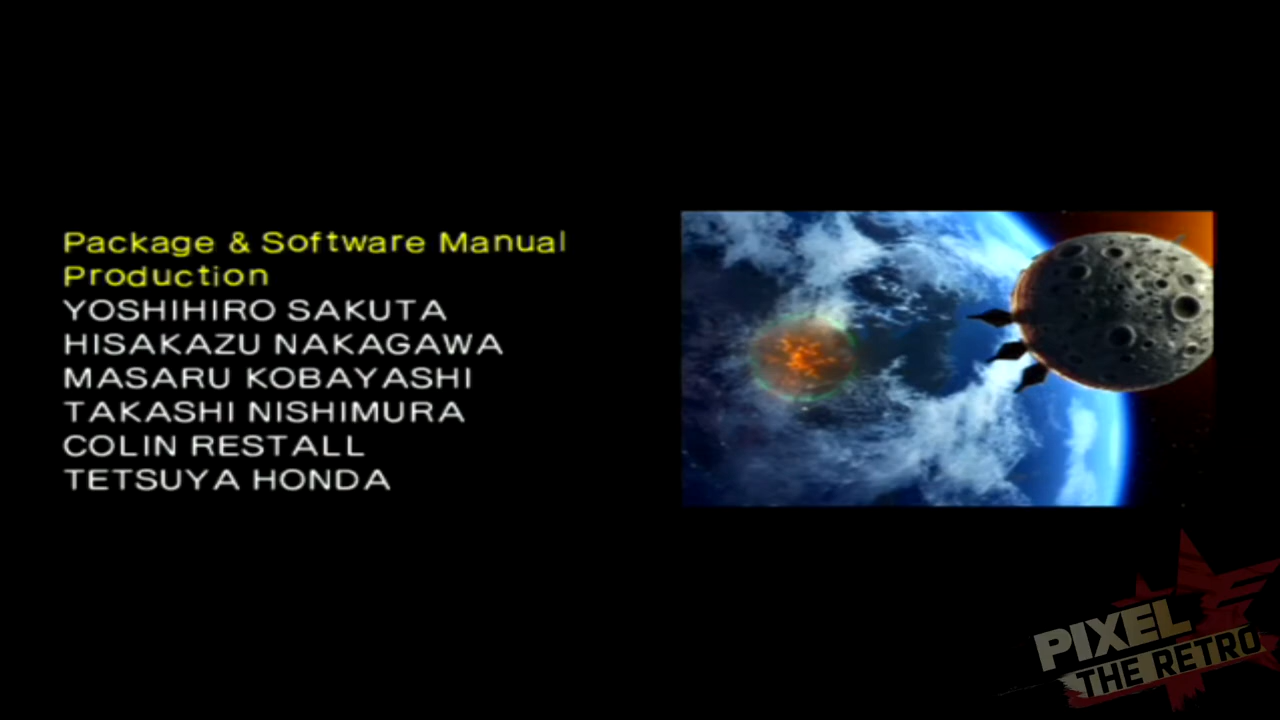 Package & Software Manual
Production
YOSHIHIRO SAKUTA
HISAKAZU NAKAGAWA
MASARU KOBAYASHI
TAKASHI NISHIMURA
COLIN RESTALL
TETSUYA HONDA
PIXEL
THE RETRO